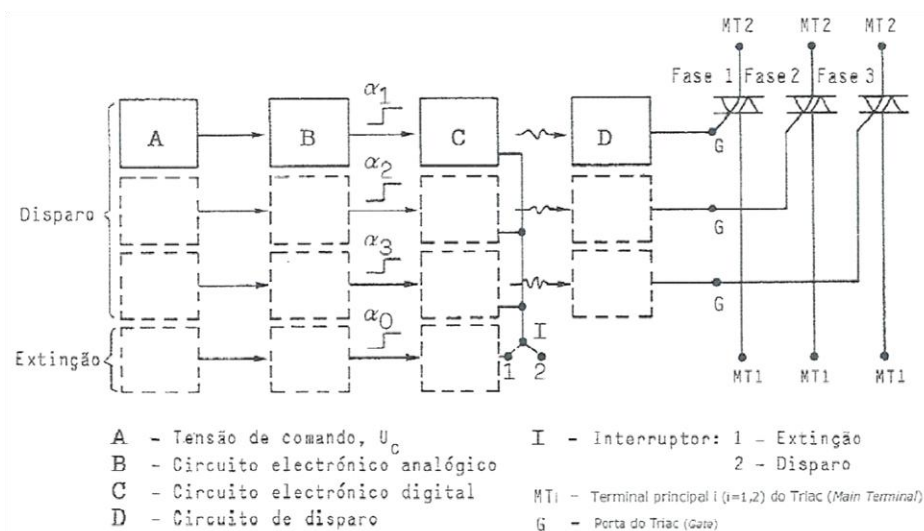 MT2 MT2 MT2
Fase 1 Fase 2 Fase 3
α1
A B C D
G
α2
Disparo
G
α3
G
α0
I
Extinção
1 2
MT1 MT1 MT1
A - Tensão de comando, UC
B - Circuito electrónico analógico
C - Circuito electrónico digital
D - Circuito de disparo
I - Interruptor: 1 - Extinção
2 - Disparo
MTi - Terminal principal i (i=1,2) do Triac (Main Terminal)
G - Porta do Triac (Gate)